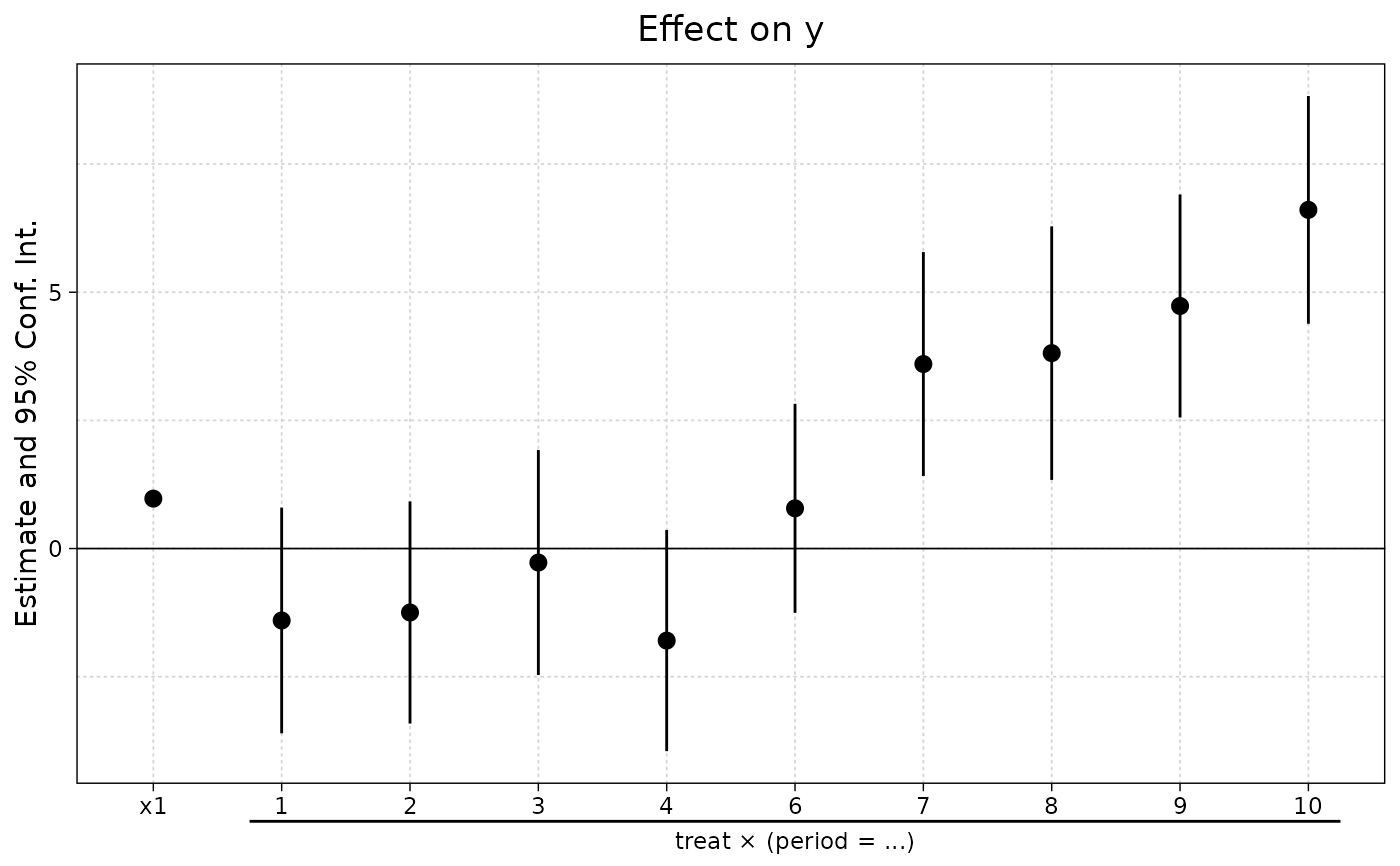 Effect on y
Estimate and 95% Conf. Int.
5
0
x1 1 2 3 4 6 7 8 9 10
treat × (period = ...)